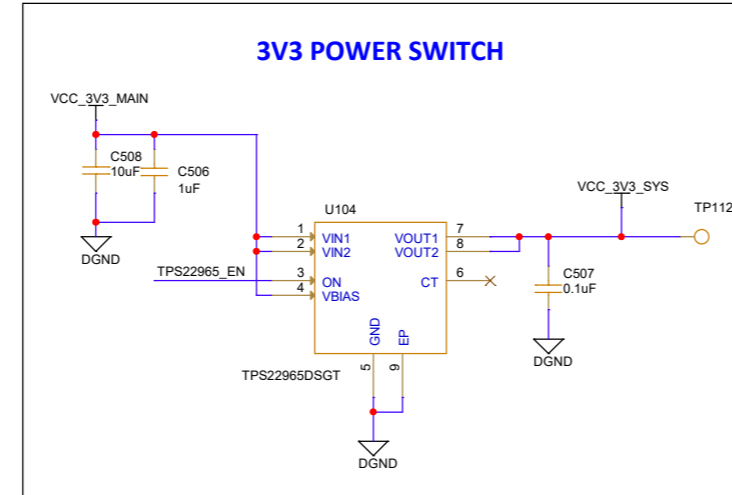 3V3 POWER SWITCH
VCC_3V3_MAIN
C508
10uF
C506
1uF
DGND
U104
VCC_3V3_SYS
TP112
1 VIN1 VOUT1 7
2 VIN2 VOUT2 8
TPS22965_EN 3 ON CT 6
4 VBIAS
C507
0.1uF
GND EP
DGND
TPS22965DSGT
5 9
DGND